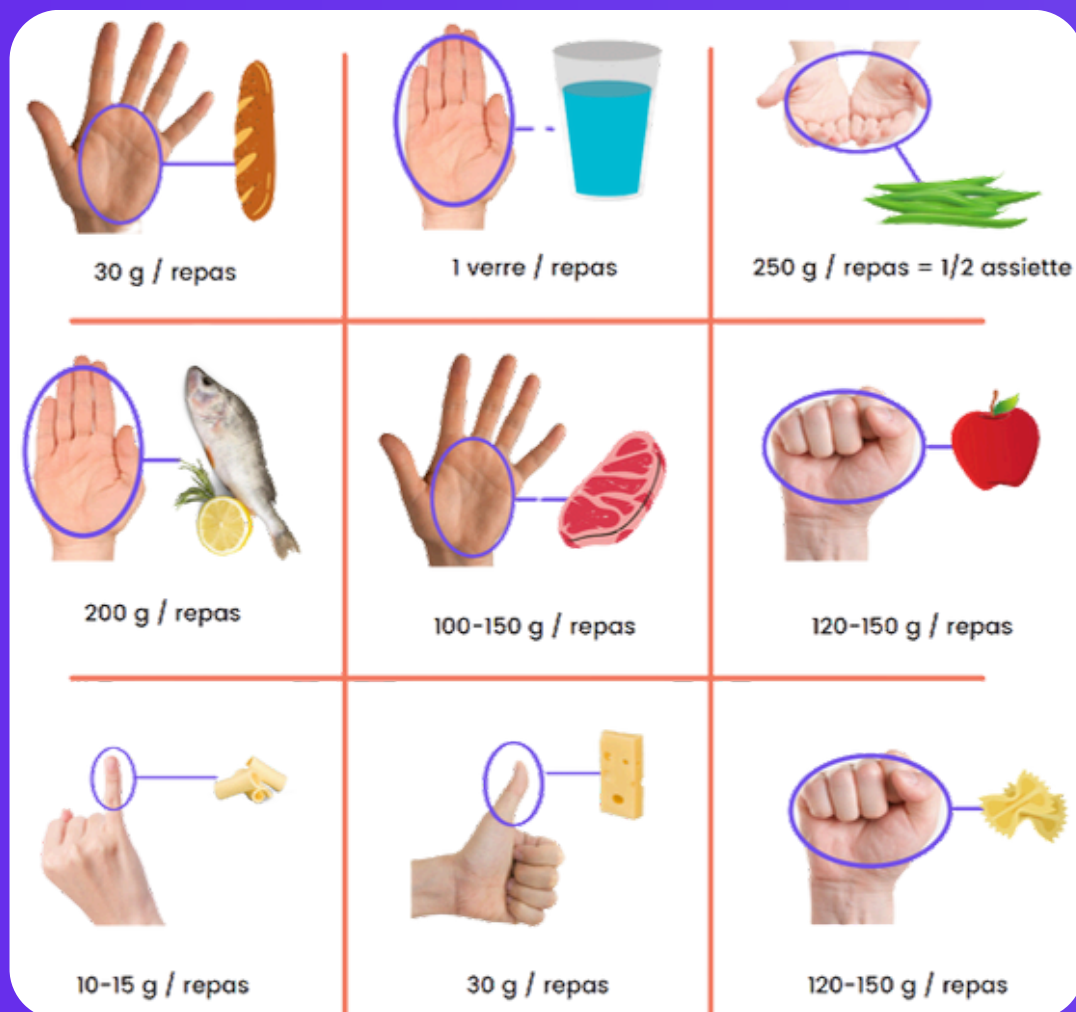 30 g / repas
1 verre / repas
250 g / repas = 1/2 assiette
200 g / repas
100-150 g / repas
120-150 g / repas
10-15 g / repas
30 g / repas
120-150 g / repas